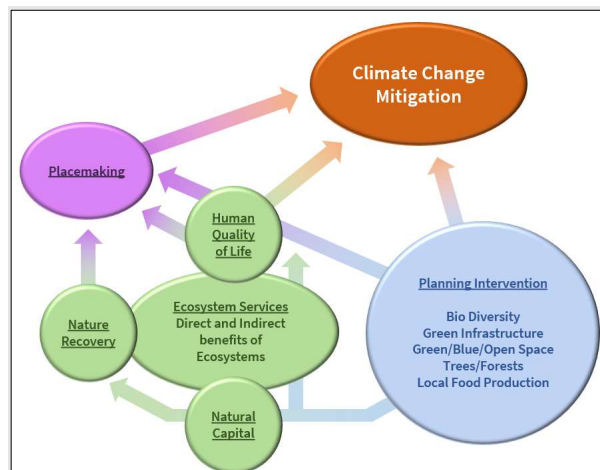 Climate Change
Mitigation
Placemaking
Human
Quality
of Life
Planning Intervention
Bio Diversity
Green Infrastructure
Green/Blue/Open Space
Trees/Forests
Local Food Production
Ecosystem Services
Direct and Indirect
benefits of
Ecosystems
Nature
Recovery
Natural
Capital